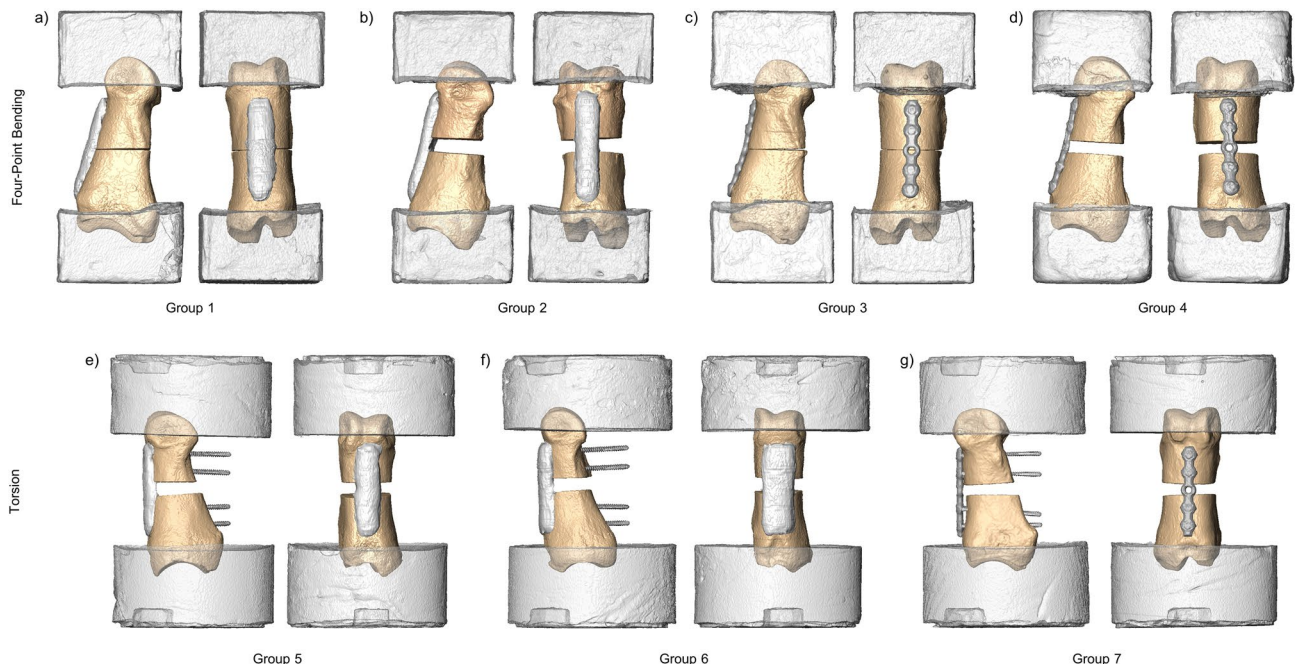 a)
b)
c)
d)
Four-Point Bending
Group 1
Group 2
Group 3
Group 4
e)
f)
g)
Torsion
Group 5
Group 6
Group 7